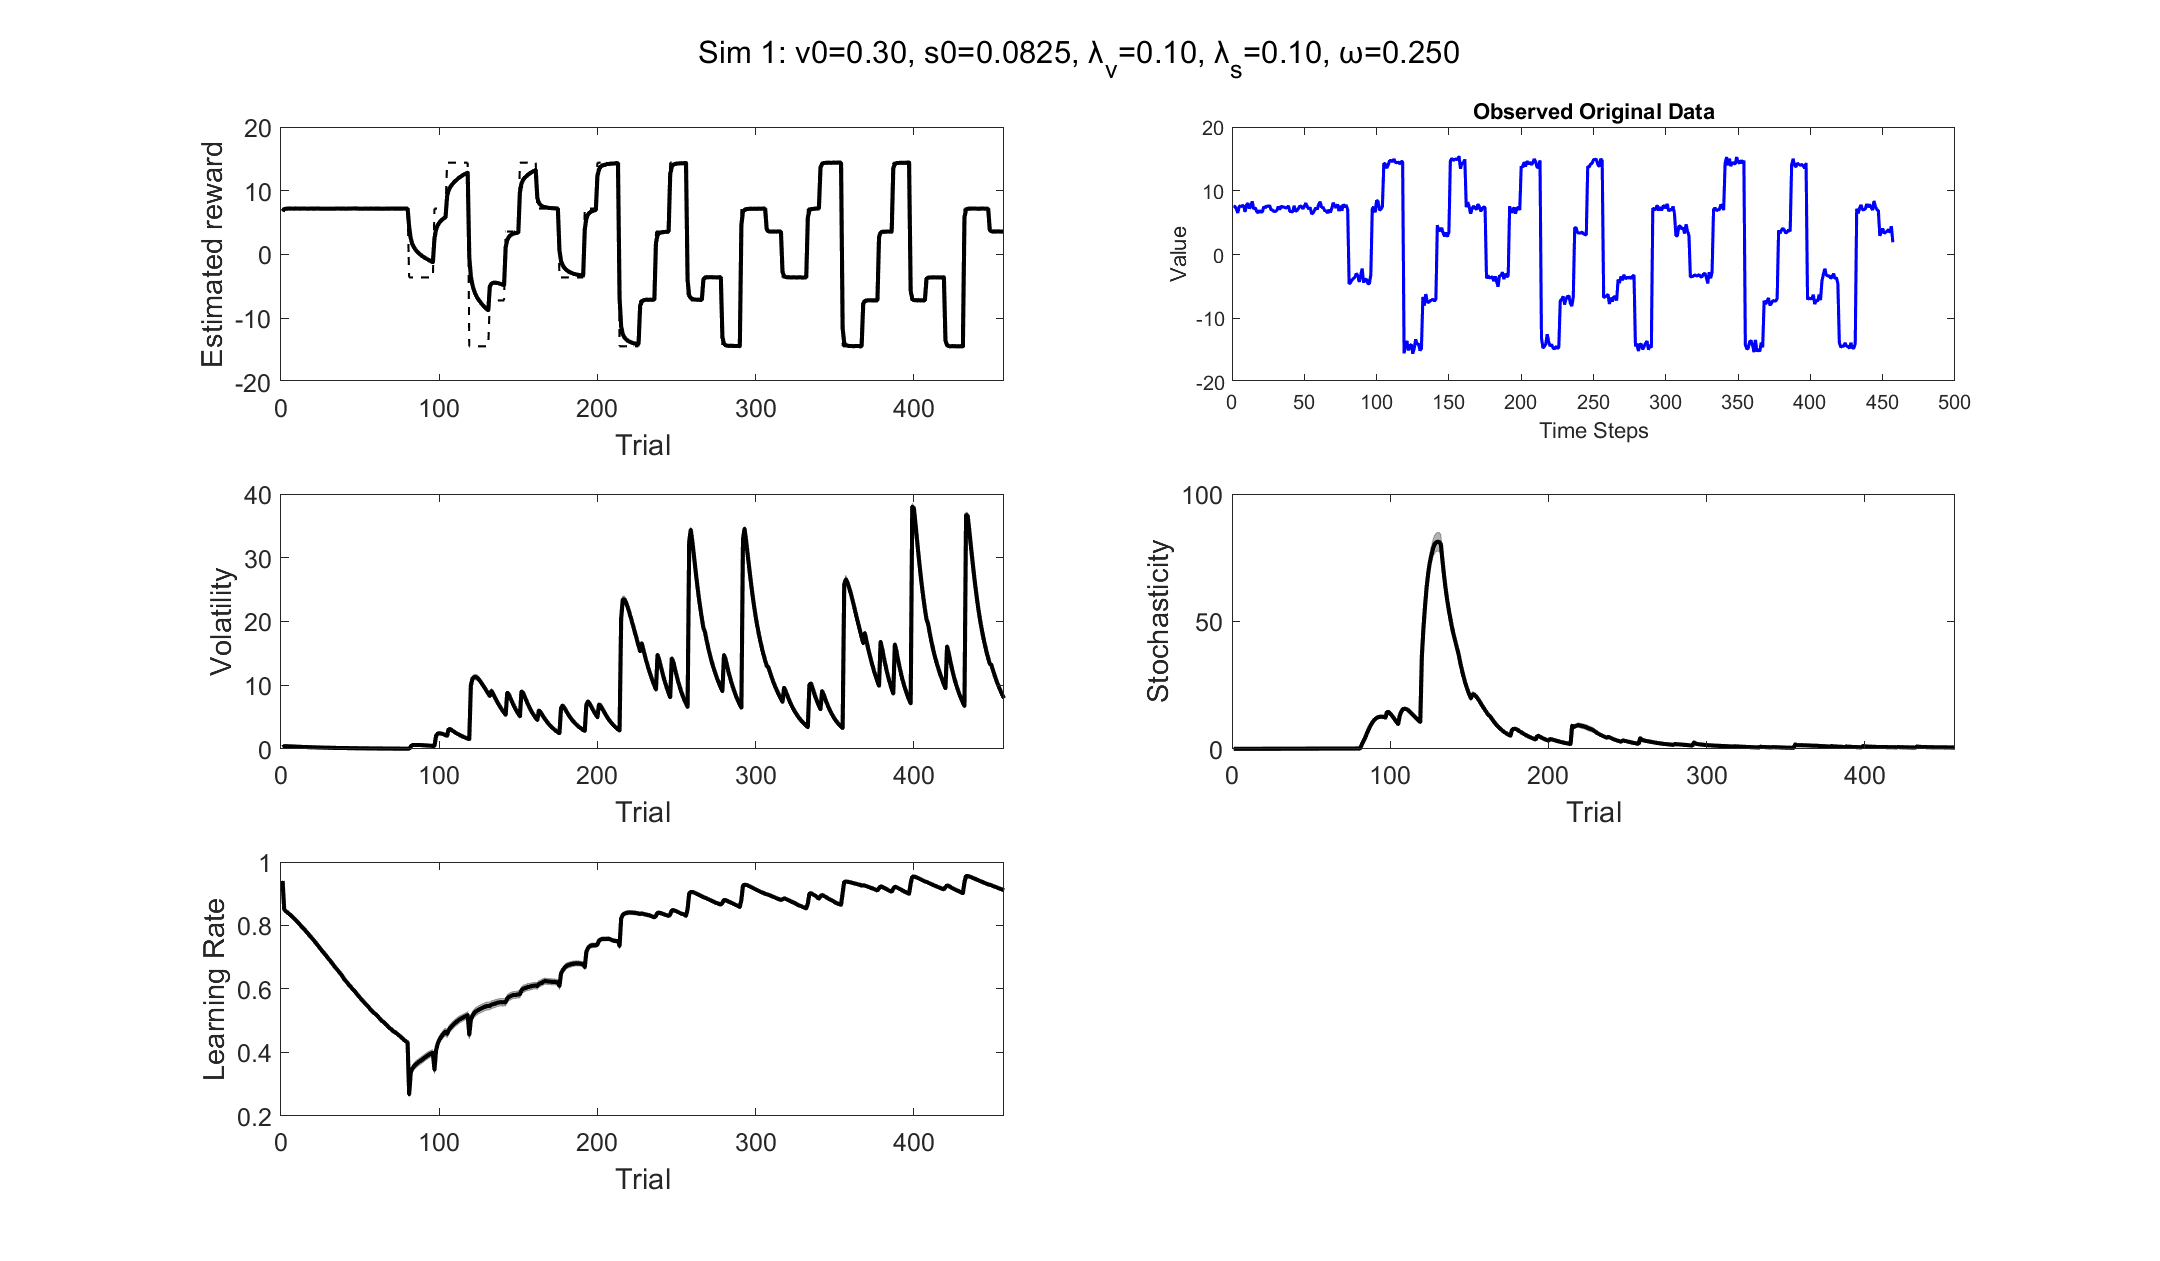 Sim 1: v0=0.30, s0=0.0825, λv=0.10, λs=0.10, ω=0.250
20
10
0
-10
-20
0 100 200 300 400
Estimated reward
Trial
Observed Original Data
20
10
0
-10
-20
0 50 100 150 200 250 300 350 400 450 500
Value
Time Steps
40
30
20
10
0
0 100 200 300 400
Volatility
Trial
100
50
0
0 100 200 300 400
Stochasticity
Trial
1
0.8
0.6
0.4
0.2
0 100 200 300 400
Learning Rate
Trial